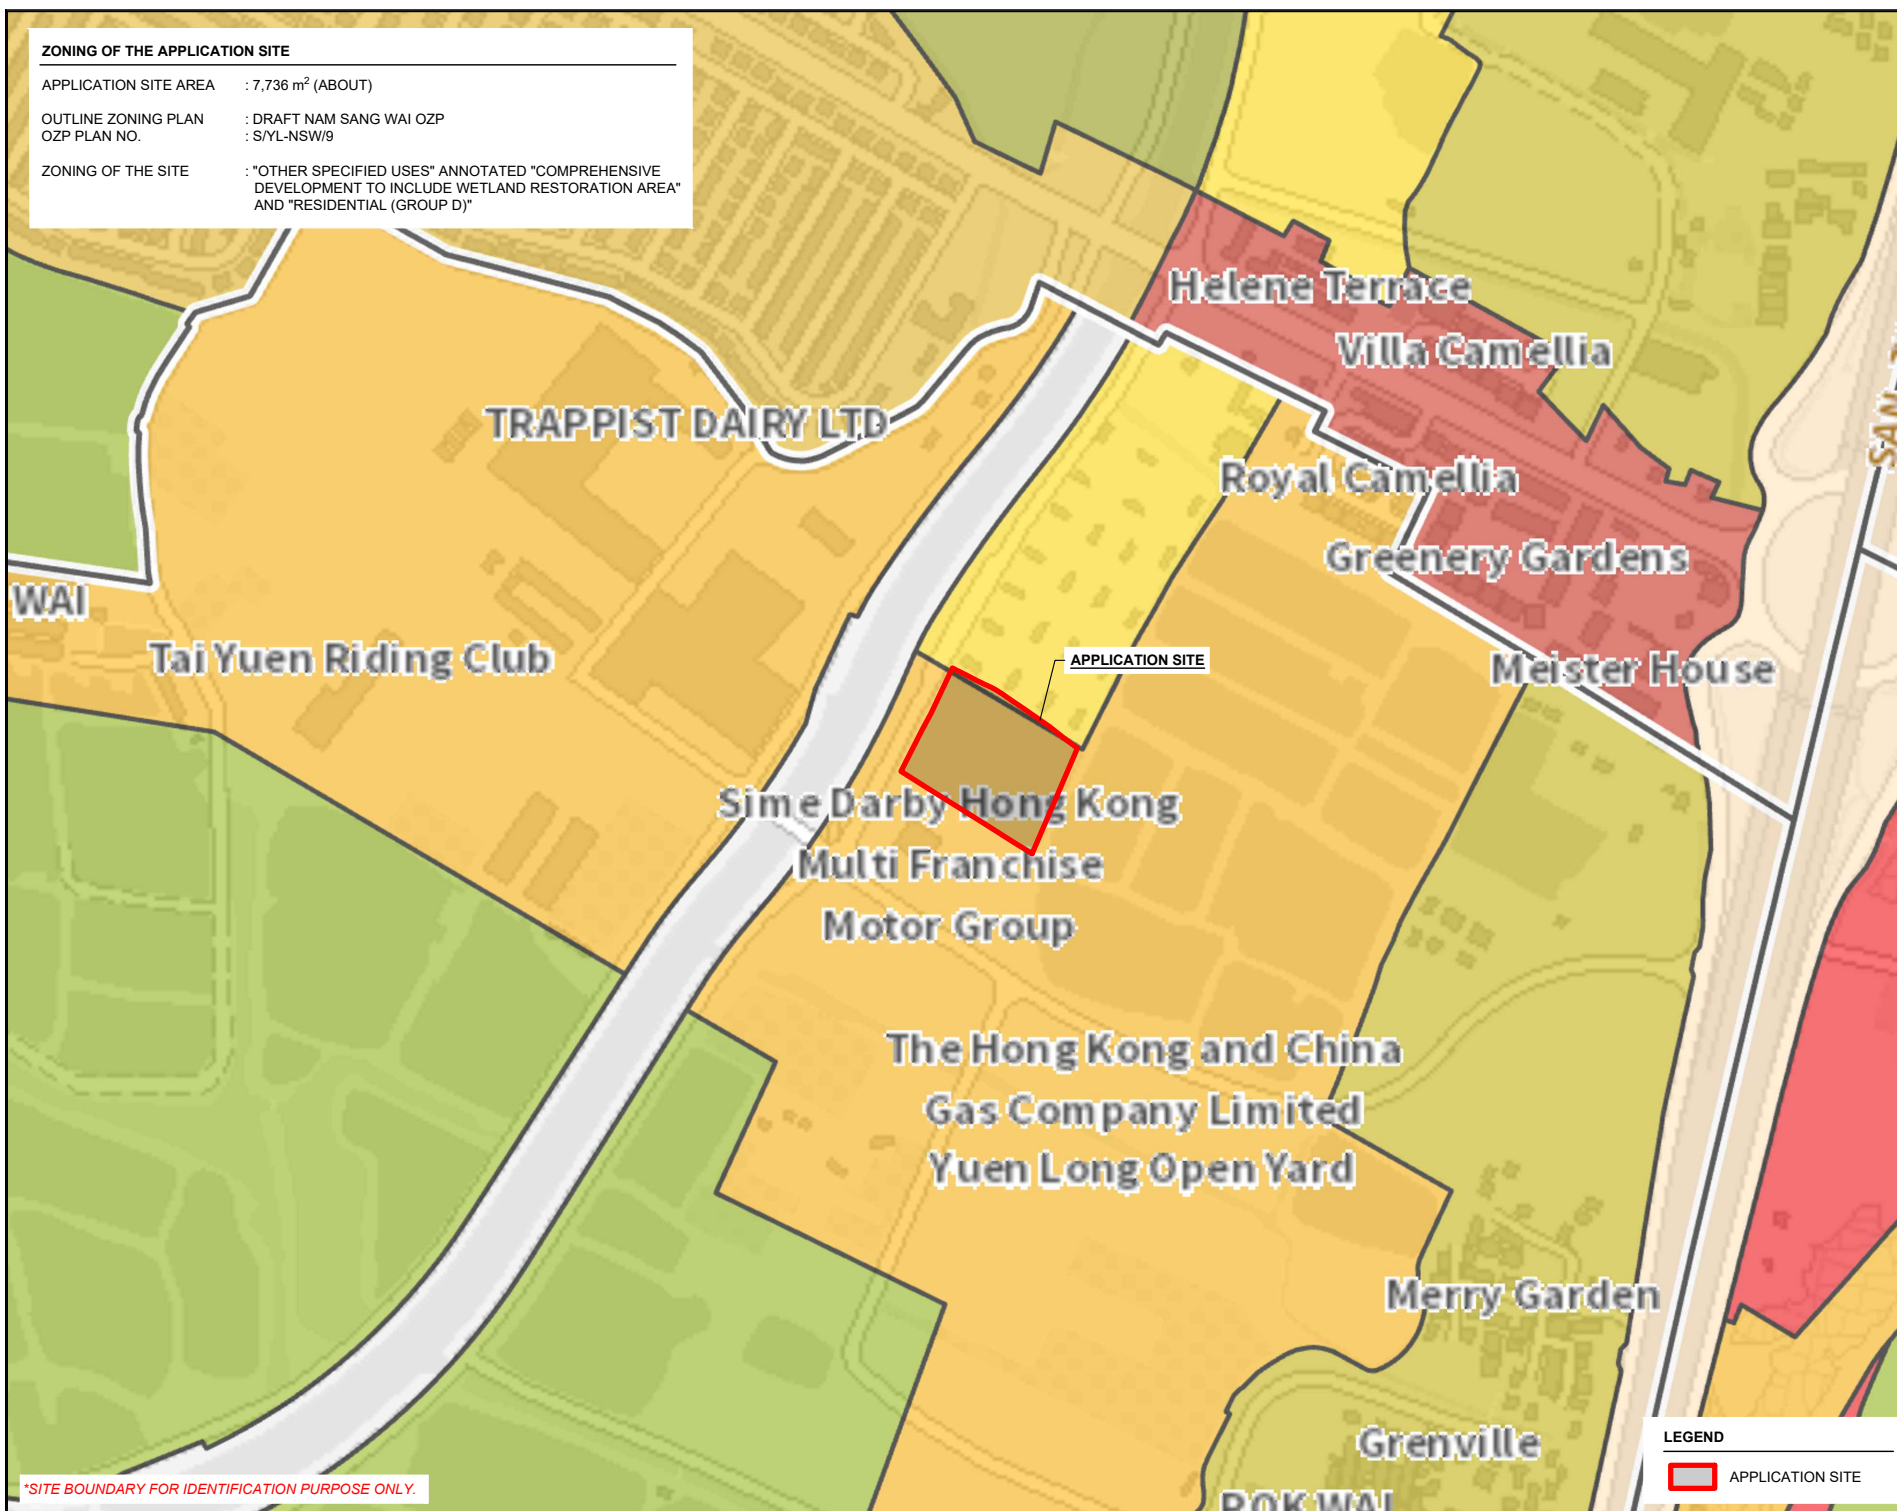 ZONING OF THE APPLICATION SITE
APPLICATION SITE AREA : 7,736 m² (ABOUT)
OUTLINE ZONING PLAN : DRAFT NAM SANG WAI OZP
OZP PLAN NO. : S/YL-NSW/9
ZONING OF THE SITE : "OTHER SPECIFIED USES" ANNOTATED "COMPREHENSIVE
DEVELOPMENT TO INCLUDE WETLAND RESTORATION AREA"
AND "RESIDENTIAL (GROUP D)"
Helene Terrace
Villa Camellia
TRAPPIST DAIRY LTD
Royal Camellia
Greenery Gardens
WAI
Tai Yuen Riding Club
APPLICATION SITE
Meister House
Sime Darby Hong Kong
Multi Franchise
Motor Group
The Hong Kong and China
Gas Company Limited
Yuen Long Open Yard
Merry Garden
Grenville
POK WAI
SAN
LEGEND
APPLICATION SITE
*SITE BOUNDARY FOR IDENTIFICATION PURPOSE ONLY.